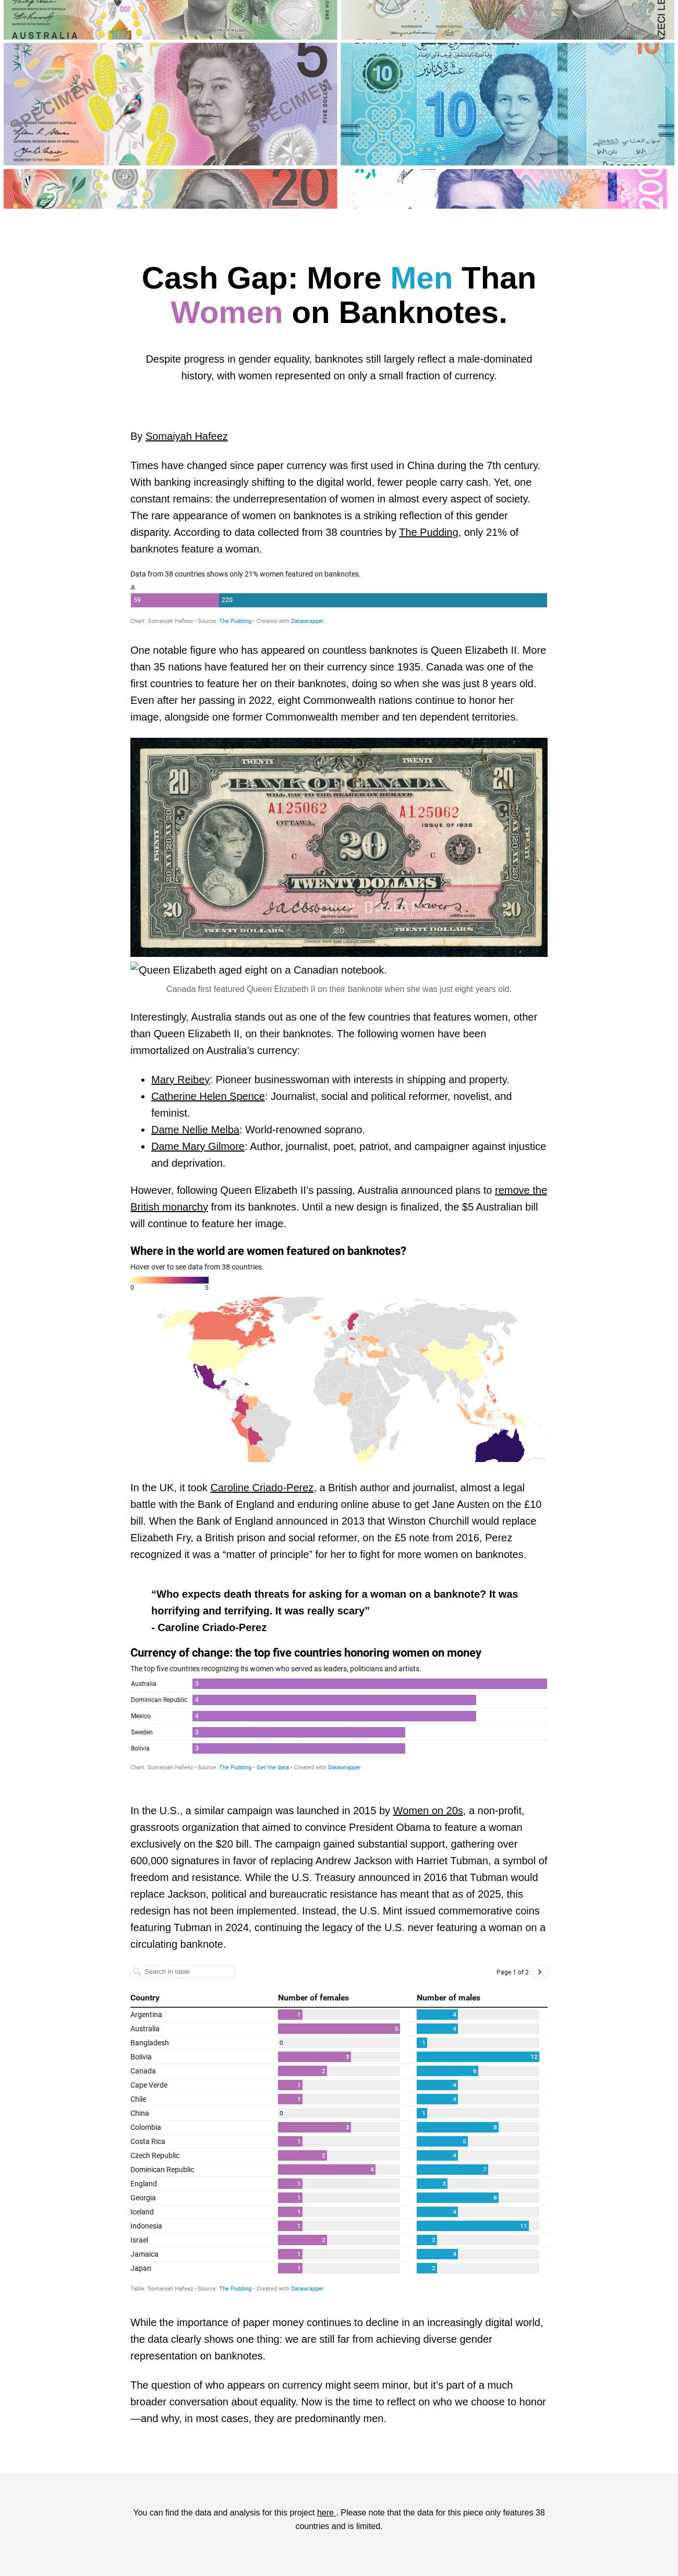 AUSTRALIA
SPECIMEN
5
FIVE DOLLARS
SPECIMEN
10
10
20
200
Cash Gap: More Men Than
Women on Banknotes.
Despite progress in gender equality, banknotes still largely reflect a male-dominated
history, with women represented on only a small fraction of currency.
By Somaiyah Hafeez
Times have changed since paper currency was first used in China during the 7th century.
With banking increasingly shifting to the digital world, fewer people carry cash. Yet, one
constant remains: the underrepresentation of women in almost every aspect of society.
The rare appearance of women on banknotes is a striking reflection of this gender
disparity. According to data collected from 38 countries by The Pudding, only 21% of
banknotes feature a woman.
Data from 38 countries shows only 21% women featured on banknotes.
A
59 220
Chart: Somaiyah Hafeez • Source: The Pudding • Created with Datawrapper
One notable figure who has appeared on countless banknotes is Queen Elizabeth II. More
than 35 nations have featured her on their currency since 1935. Canada was one of the
first countries to feature her on their banknotes, doing so when she was just 8 years old.
Even after her passing in 2022, eight Commonwealth nations continue to honor her
image, alongside one former Commonwealth member and ten dependent territories.
TWENTY TWENTY
20 BANK OF CANADA 20
WILL PAY TO THE BEARER ON DEMAND
A125062 A125062
OTTAWA, ISSUE OF 1935
20
TWENTY DOLLARS
20 20
TWENTY DOLLARS 20 TWENTY DOLLARS
Queen Elizabeth aged eight on a Canadian notebook.
Canada first featured Queen Elizabeth II on their banknote when she was just eight years old.
Interestingly, Australia stands out as one of the few countries that features women, other
than Queen Elizabeth II, on their banknotes. The following women have been
immortalized on Australia’s currency:
• Mary Reibey: Pioneer businesswoman with interests in shipping and property.
• Catherine Helen Spence: Journalist, social and political reformer, novelist, and
feminist.
• Dame Nellie Melba: World-renowned soprano.
• Dame Mary Gilmore: Author, journalist, poet, patriot, and campaigner against injustice
and deprivation.
However, following Queen Elizabeth II’s passing, Australia announced plans to remove the
British monarchy from its banknotes. Until a new design is finalized, the $5 Australian bill
will continue to feature her image.
Where in the world are women featured on banknotes?
Hover over to see data from 38 countries.
0 5
In the UK, it took Caroline Criado-Perez, a British author and journalist, almost a legal
battle with the Bank of England and enduring online abuse to get Jane Austen on the £10
bill. When the Bank of England announced in 2013 that Winston Churchill would replace
Elizabeth Fry, a British prison and social reformer, on the £5 note from 2016, Perez
recognized it was a “matter of principle” for her to fight for more women on banknotes.
“Who expects death threats for asking for a woman on a banknote? It was
horrifying and terrifying. It was really scary”
- Caroline Criado-Perez
Currency of change: the top five countries honoring women on money
The top five countries recognizing its women who served as leaders, politicians and artists.
Australia 5
Dominican Republic 4
Mexico 4
Sweden 3
Bolivia 3
Chart: Somaiyah Hafeez • Source: The Pudding • Get the data • Created with Datawrapper
In the U.S., a similar campaign was launched in 2015 by Women on 20s, a non-profit,
grassroots organization that aimed to convince President Obama to feature a woman
exclusively on the $20 bill. The campaign gained substantial support, gathering over
600,000 signatures in favor of replacing Andrew Jackson with Harriet Tubman, a symbol of
freedom and resistance. While the U.S. Treasury announced in 2016 that Tubman would
replace Jackson, political and bureaucratic resistance has meant that as of 2025, this
redesign has not been implemented. Instead, the U.S. Mint issued commemorative coins
featuring Tubman in 2024, continuing the legacy of the U.S. never featuring a woman on a
circulating banknote.
Search in table Page 1 of 2 >
Country Number of females Number of males
Argentina 1 4
Australia 5 4
Bangladesh 0 1
Bolivia 3 12
Canada 2 6
Cape Verde 1 4
Chile 1 4
China 0 1
Colombia 3 8
Costa Rica 1 5
Czech Republic 2 4
Dominican Republic 4 7
England 1 3
Georgia 1 8
Iceland 1 4
Indonesia 1 11
Israel 2 2
Jamaica 1 4
Japan 1 2
Table: Somaiyah Hafeez • Source: The Pudding • Created with Datawrapper
While the importance of paper money continues to decline in an increasingly digital world,
the data clearly shows one thing: we are still far from achieving diverse gender
representation on banknotes.
The question of who appears on currency might seem minor, but it’s part of a much
broader conversation about equality. Now is the time to reflect on who we choose to honor
—and why, in most cases, they are predominantly men.
You can find the data and analysis for this project here . Please note that the data for this piece only features 38
countries and is limited.